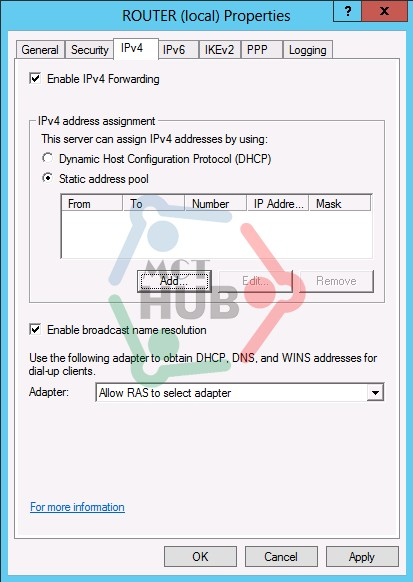 ROUTER (local) Properties
? x
General Security IPv4 IPv6 IKEv2 PPP Logging
Enable IPv4 Forwarding
IPv4 address assignment
This server can assign IPv4 addresses by using:
Dynamic Host Configuration Protocol (DHCP)
Static address pool
From To Number IP Addre... Mask
MCT
HUB
Add... Edit... Remove
Enable broadcast name resolution
Use the following adapter to obtain DHCP, DNS, and WINS addresses for
dial-up clients.
Adapter: Allow RAS to select adapter
For more information
OK Cancel Apply